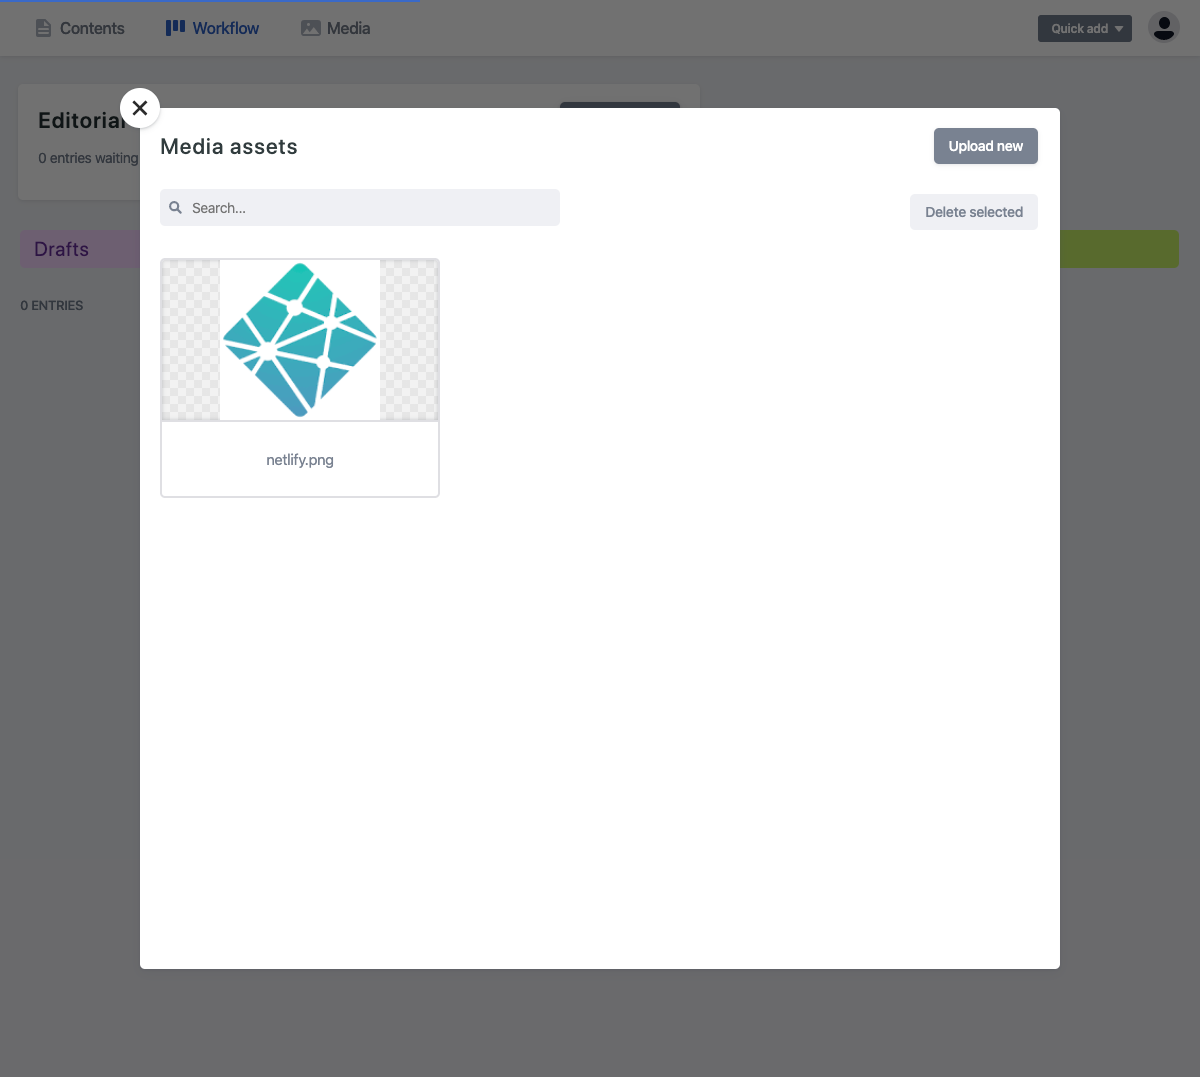 Contents
Workflow
Media
Quick add
Editorial
0 entries waiting
Media assets
Upload new
Search...
Delete selected
Drafts
0 ENTRIES
netlify.png